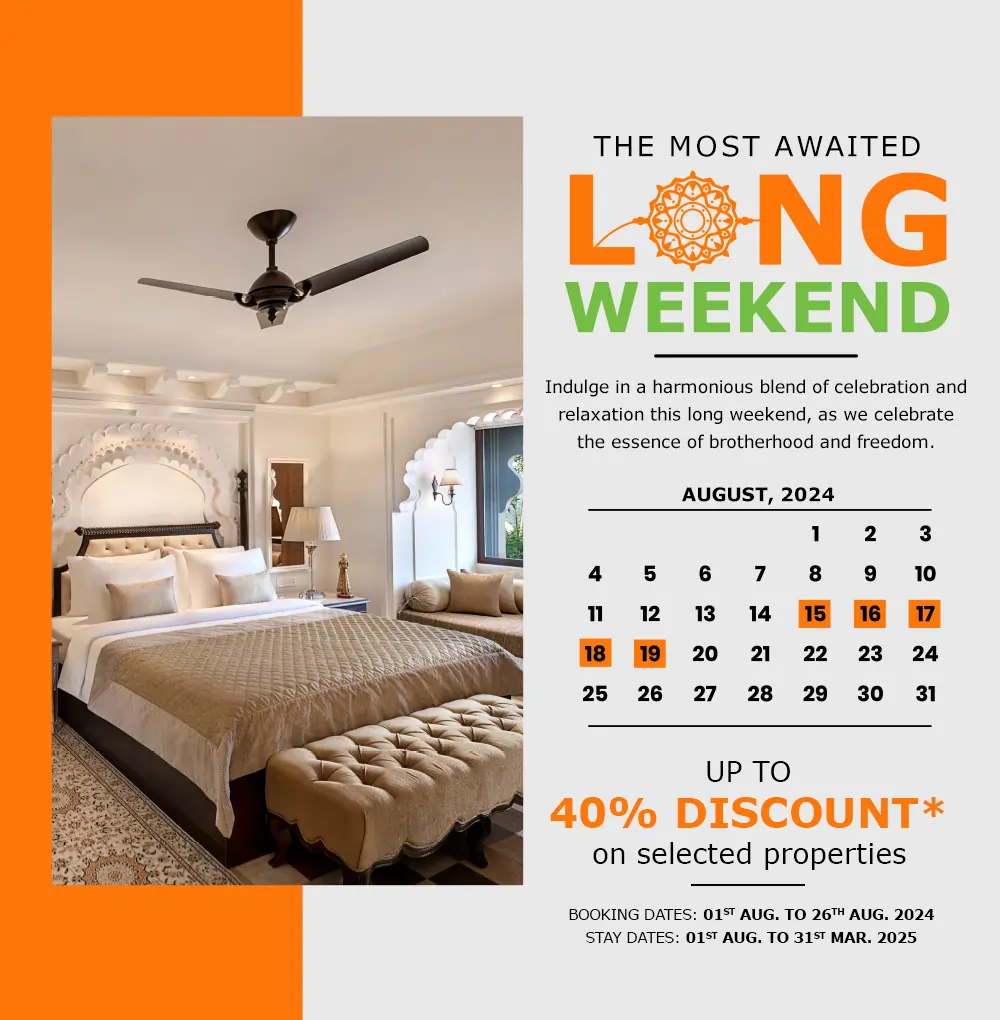 THE MOST AWAITED
LONG
WEEKEND
Indulge in a harmonious blend of celebration and
relaxation this long weekend, as we celebrate
the essence of brotherhood and freedom.
AUGUST, 2024
1 2 3
4 5 6 7 8 9 10
11 12 13 14 15 16 17
18 19 20 21 22 23 24
25 26 27 28 29 30 31
UP TO
40% DISCOUNT*
on selected properties
BOOKING DATES: 01ST AUG. TO 26TH AUG. 2024
STAY DATES: 01ST AUG. TO 31ST MAR. 2025